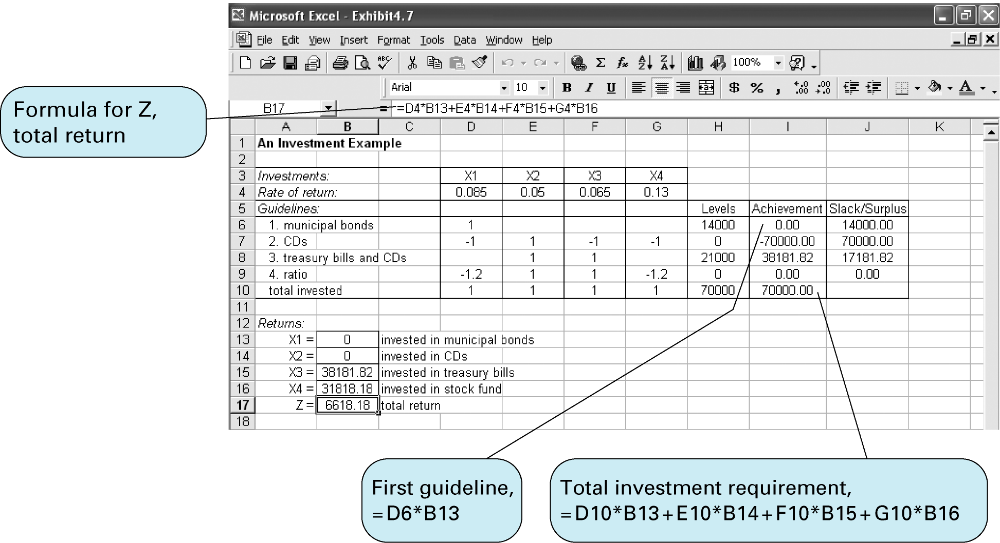 Microsoft Excel - Exhibit4.7
File Edit View Insert Format Tools Data Window Help
ABC A Z Z A 100%
Arial 10 B I U $ % , .0 .00 .00 .0 A
B17 = =D4*B13+E4*B14+F4*B15+G4*B16
Formula for Z,
total return
A B C D E F G H I J K
1 An Investment Example
2
3 Investments: X1 X2 X3 X4
4 Rate of return: 0.085 0.05 0.065 0.13
5 Guidelines: Levels Achievement Slack/Surplus
6 1. municipal bonds 1 14000 0.00 14000.00
7 2. CDs -1 1 -1 -1 0 -70000.00 70000.00
8 3. treasury bills and CDs 1 1 21000 38181.82 17181.82
9 4. ratio -1.2 1 1 -1.2 0 0.00 0.00
10 total invested 1 1 1 1 70000 70000.00
11
12 Returns:
13 X1 = 0 invested in municipal bonds
14 X2 = 0 invested in CDs
15 X3 = 38181.82 invested in treasury bills
16 X4 = 31818.18 invested in stock fund
17 Z = 6618.18 total return
18
First guideline,
=D6*B13
Total investment requirement,
=D10*B13+E10*B14+F10*B15+G10*B16